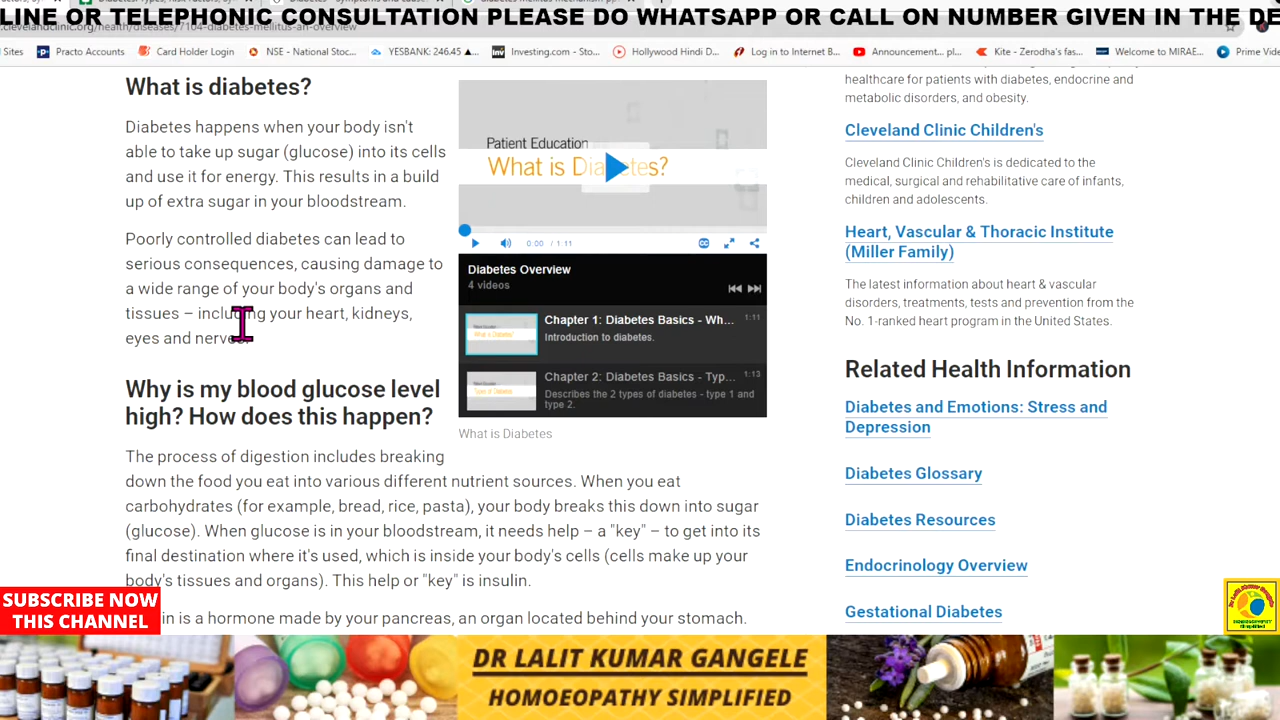 LINE OR TELEPHONIC CONSULTATION PLEASE DO WHATSAPP OR CALL ON NUMBER GIVEN IN THE DE
.clevelandclinic.org/health/diseases/7104-diabetes-mellitus-an-overview
Sites Practo Accounts Card Holder Login NSE - National Stoc... YESBANK: 246.45 ▲... Investing.com - Stoc... Hollywood Hindi D... Log in to Internet B... Announcement, pl... Kite - Zerodha's fas... Welcome to MIRAE... Prime Vide
What is diabetes?
Diabetes happens when your body isn't
able to take up sugar (glucose) into its cells
and use it for energy. This results in a build
up of extra sugar in your bloodstream.
Poorly controlled diabetes can lead to
serious consequences, causing damage to
a wide range of your body's organs and
tissues – including your heart, kidneys,
eyes and nerves.
Why is my blood glucose level
high? How does this happen?
The process of digestion includes breaking
down the food you eat into various different nutrient sources. When you eat
carbohydrates (for example, bread, rice, pasta), your body breaks this down into sugar
(glucose). When glucose is in your bloodstream, it needs help – a "key" – to get into its
final destination where it's used, which is inside your body's cells (cells make up your
body's tissues and organs). This help or "key" is insulin.
in is a hormone made by your pancreas, an organ located behind your stomach.
Patient Education
What is Diabetes?
0:00 / 1:11
CC
Diabetes Overview
4 videos
Chapter 1: Diabetes Basics - Wh... 1:11
Introduction to diabetes.
Chapter 2: Diabetes Basics - Typ... 1:13
Describes the 2 types of diabetes - type 1 and
type 2.
What is Diabetes
healthcare for patients with diabetes, endocrine and
metabolic disorders, and obesity.
Cleveland Clinic Children's
Cleveland Clinic Children's is dedicated to the
medical, surgical and rehabilitative care of infants,
children and adolescents.
Heart, Vascular & Thoracic Institute
(Miller Family)
The latest information about heart & vascular
disorders, treatments, tests and prevention from the
No. 1-ranked heart program in the United States.
Related Health Information
Diabetes and Emotions: Stress and
Depression
Diabetes Glossary
Diabetes Resources
Endocrinology Overview
Gestational Diabetes
SUBSCRIBE NOW
THIS CHANNEL
DR LALIT KUMAR GANGELE
HOMOEOPATHY SIMPLIFIED